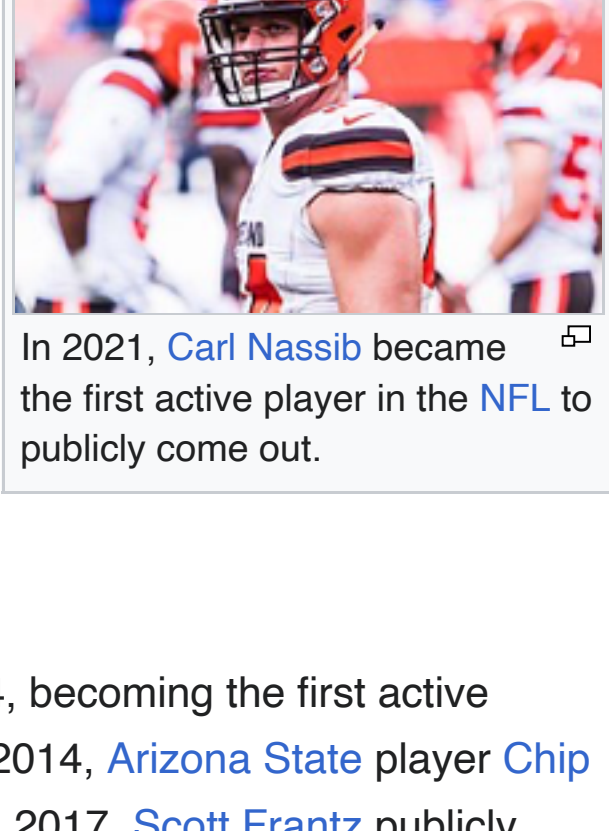 In 2021, Carl Nassib became
the first active player in the NFL to
publicly come out.
, becoming the first active
2014, Arizona State player Chip
2017, Scott Frantz publicly